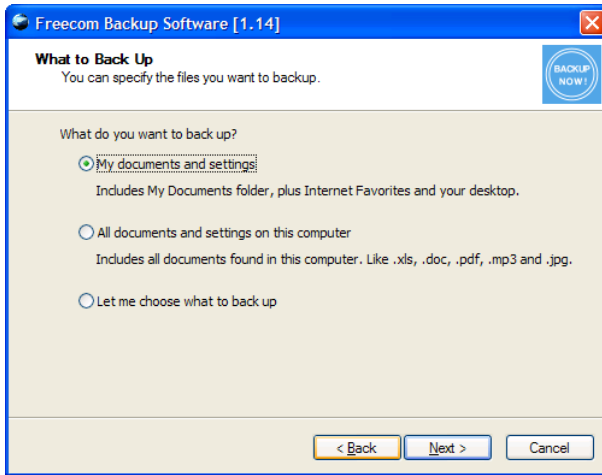 Freecom Backup Software [1.14]
What to Back Up
You can specify the files you want to backup.
BACKUP
NOW!
What do you want to back up?
My documents and settings
Includes My Documents folder, plus Internet Favorites and your desktop.
All documents and settings on this computer
Includes all documents found in this computer. Like .xls, .doc, .pdf, .mp3 and .jpg.
Let me choose what to back up
< Back Next > Cancel